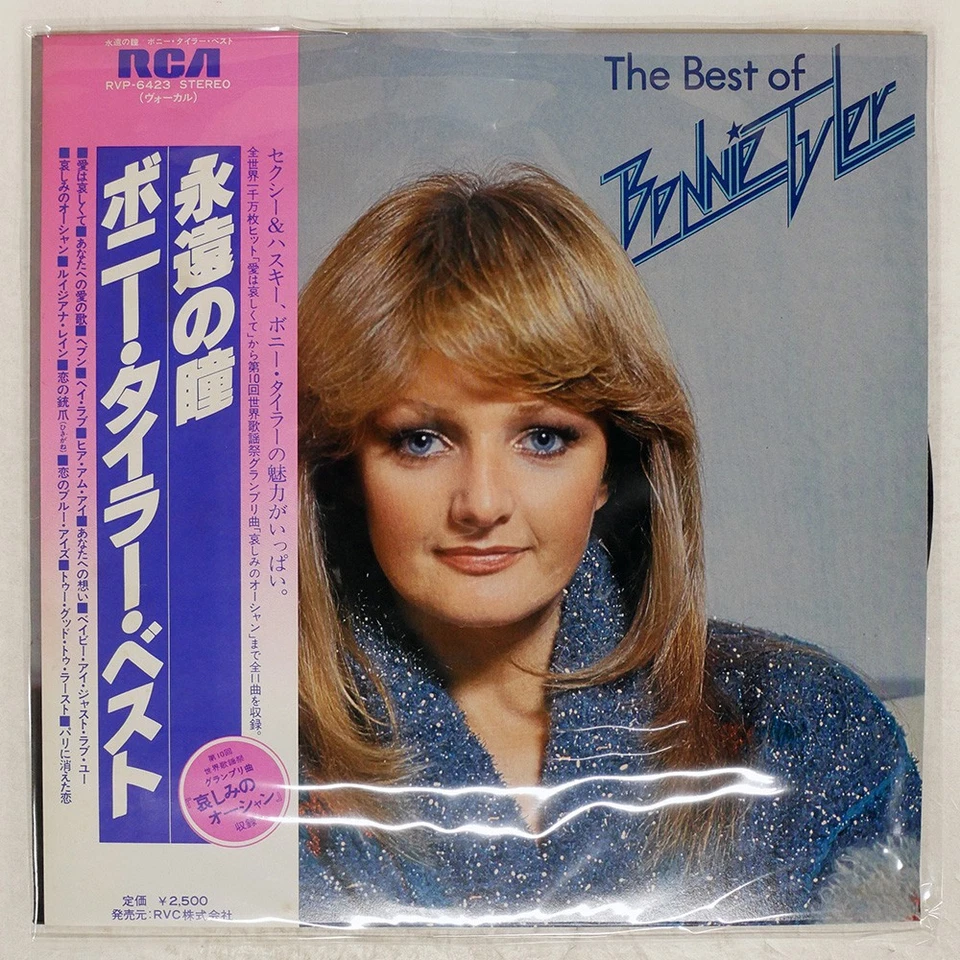 永遠の瞳 ボニー・タイラー・ベスト
RCA
RVP-6423 STEREO
(ヴォーカル)
The Best of
Bonnie Tyler
セクシー&ハスキー、ボニー・タイラーの魅力がいっぱい。
全世界一千万枚ヒット「愛は哀しくて」から第10回世界歌謡祭グランプリ曲「哀しみのオーシャン」まで全11曲を収録。
永遠の瞳
ボニー・タイラー・ベスト
■愛は哀しくて■あなたへの愛の歌■ヘブン■ヘイ・ラブ■ヒア・アム・アイ■あなたへの想い■ベイビー・アイ・ジャスト・ラブ・ユー
■哀しみのオーシャン■ルイジアナ・レイン■恋の銃爪(ひきがね)■恋のブルー・アイズ■トゥー・グッド・トゥ・ラースト■パリに消えた恋
第10回
世界歌謡祭
グランプリ曲
『哀しみの
オーシャン』
収録
定価 ¥2,500
発売元:RVC株式会社